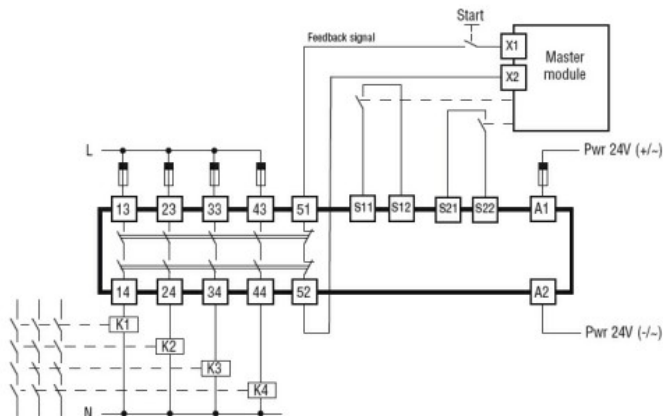 Start
Feedback signal
X1
Master
module
X2
L
Pwr 24V (+/~)
13 23 33 43 51 S11 S12 S21 S22 A1
14 24 34 44 52 A2
K1
K2
Pwr 24V (-/~)
K3
K4
N